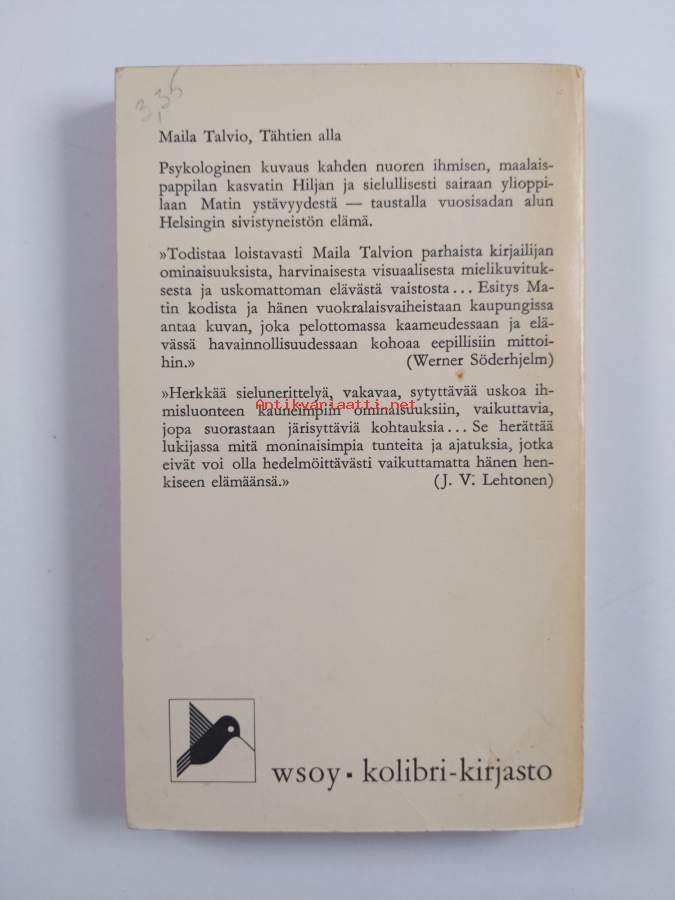 3,35
Maila Talvio, Tähtien alla
Psykologinen kuvaus kahden nuoren ihmisen, maalais-
pappilan kasvatin Hiljan ja sielullisesti sairaan ylioppi-
laan Matin ystävyydestä — taustalla vuosisadan alun
Helsingin sivistyneistön elämä.
»Todistaa loistavasti Maila Talvion parhaista kirjailijan
ominaisuuksista, harvinaisesta visuaalisesta mielikuvituk-
sesta ja uskomattoman elävästä vaistosta... Esitys Ma-
tin kodista ja hänen vuokralaisvaiheistaan kaupungissa
antaa kuvan, joka pelottomassa kaameudessaan ja elä-
vässä havainnollisuudessaan kohoaa eepillisiin mittoi-
hin.» (Werner Söderhjelm)
»Herkkää sielunerittelyä, vakavaa, sytyttävää uskoa ih-
misluonteen kauneimpiin ominaisuuksiin, vaikuttavia,
Antikvariaatti.net
jopa suorastaan järisyttäviä kohtauksia... Se herättää
lukijassa mitä moninaisimpia tunteita ja ajatuksia, jotka
eivät voi olla hedelmöittävästi vaikuttamatta hänen hen-
kiseen elämäänsä.» (J. V. Lehtonen)
wsoy ▪ kolibri-kirjasto